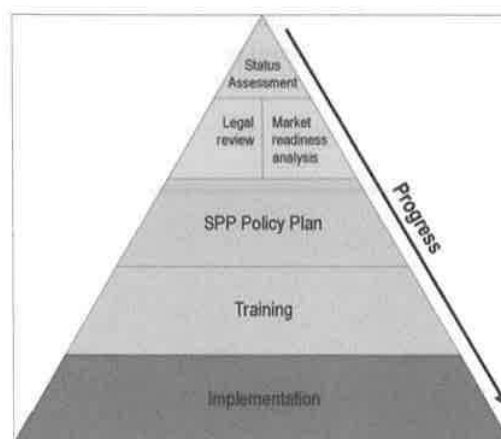 Status
Assessment
Legal
review
Market
readiness
analysis
SPP Policy Plan
Training
Implementation
Progress